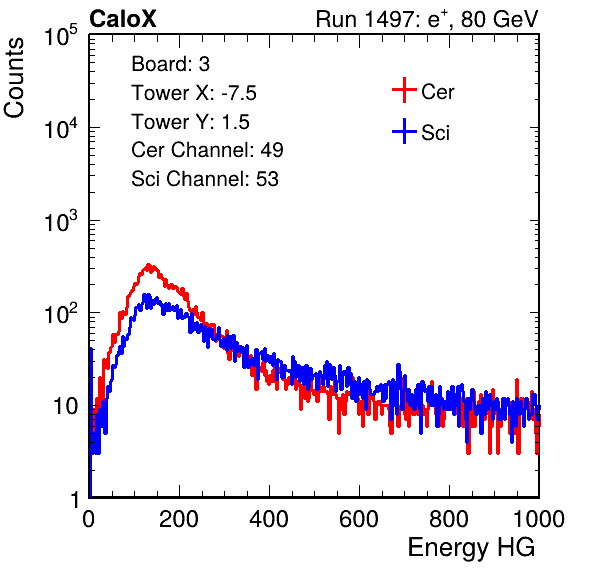 CaloX Run 1497: e⁺, 80 GeV
Counts
10⁵
10⁴
10³
10²
10
1
Board: 3
Tower X: -7.5
Tower Y: 1.5
Cer Channel: 49
Sci Channel: 53
Cer
Sci
0 200 400 600 800 1000
Energy HG